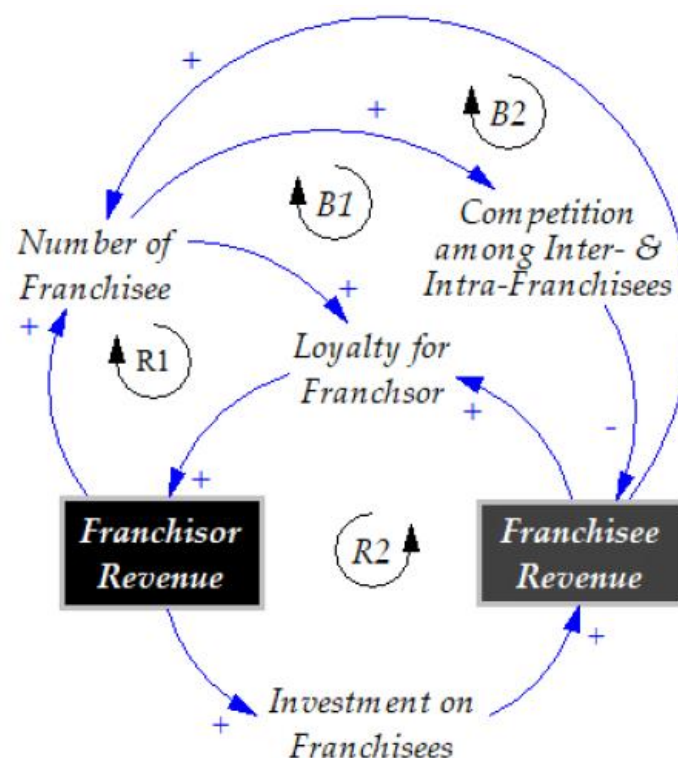 +
+
B2
B1
Competition
among Inter- &
Intra-Franchisees
Number of
Franchisee
+
+
R1
Loyalty for
Franchsor
+
-
+
Franchisor
Revenue
R2
Franchisee
Revenue
+
+
Investment on
Franchisees